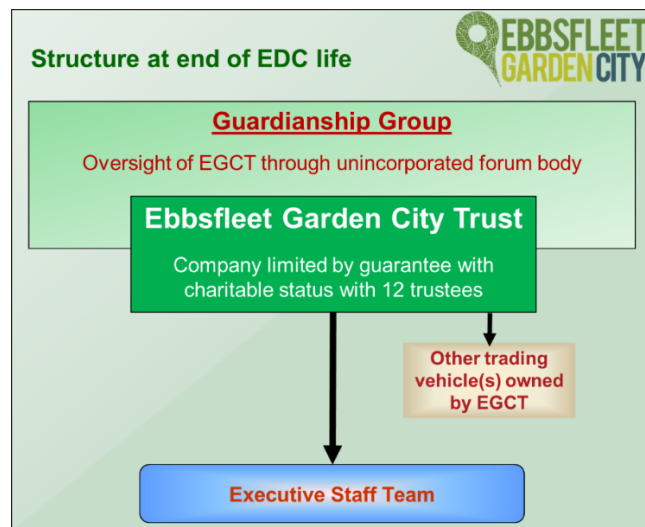 Structure at end of EDC life
EBBSFLEET
GARDENCITY
Guardianship Group
Oversight of EGCT through unincorporated forum body
Ebbsfleet Garden City Trust
Company limited by guarantee with
charitable status with 12 trustees
Other trading
vehicle(s) owned
by EGCT
Executive Staff Team